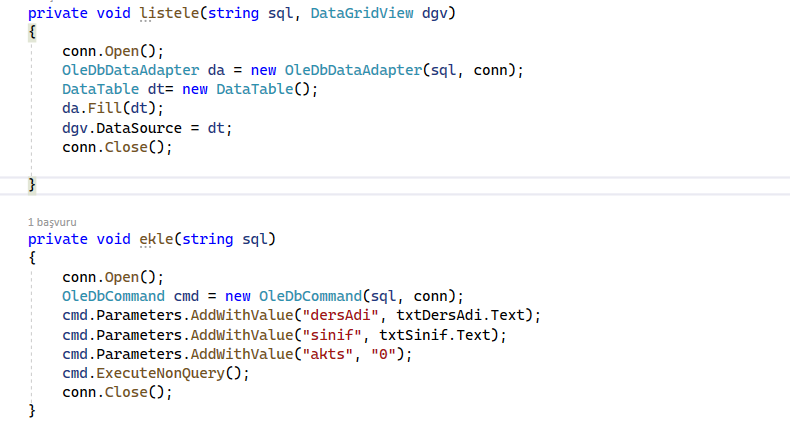 private void listele(string sql, DataGridView dgv)
{
conn.Open();
OleDbDataAdapter da = new OleDbDataAdapter(sql, conn);
DataTable dt= new DataTable();
da.Fill(dt);
dgv.DataSource = dt;
conn.Close();
}
1 başvuru
private void ekle(string sql)
{
conn.Open();
OleDbCommand cmd = new OleDbCommand(sql, conn);
cmd.Parameters.AddWithValue("dersAdi", txtDersAdi.Text);
cmd.Parameters.AddWithValue("sinif", txtSinif.Text);
cmd.Parameters.AddWithValue("akts", "0");
cmd.ExecuteNonQuery();
conn.Close();
}